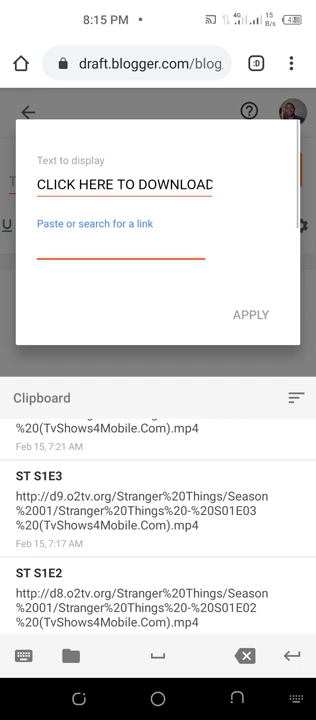 8:15 PM
4G
15
B/s
42
draft.blogger.com/blog
:D
T
Text to display
CLICK HERE TO DOWNLOAD
U
Paste or search for a link
APPLY
Clipboard
%20(TvShows4Mobile.Com).mp4
Feb 15, 7:21 AM
ST S1E3
http://d9.o2tv.org/Stranger%20Things/Season
%2001/Stranger%20Things%20-%20S01E03
%20(TvShows4Mobile.Com).mp4
Feb 15, 7:17 AM
ST S1E2
http://d8.o2tv.org/Stranger%20Things/Season
%2001/Stranger%20Things%20-%20S01E02
%20(TvShows4Mobile.Com).mp4